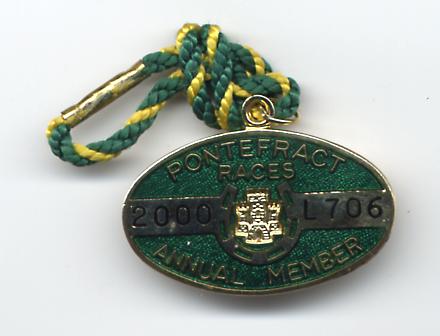 PONTEFRACT
RACES
2000 L706
ANNUAL MEMBER